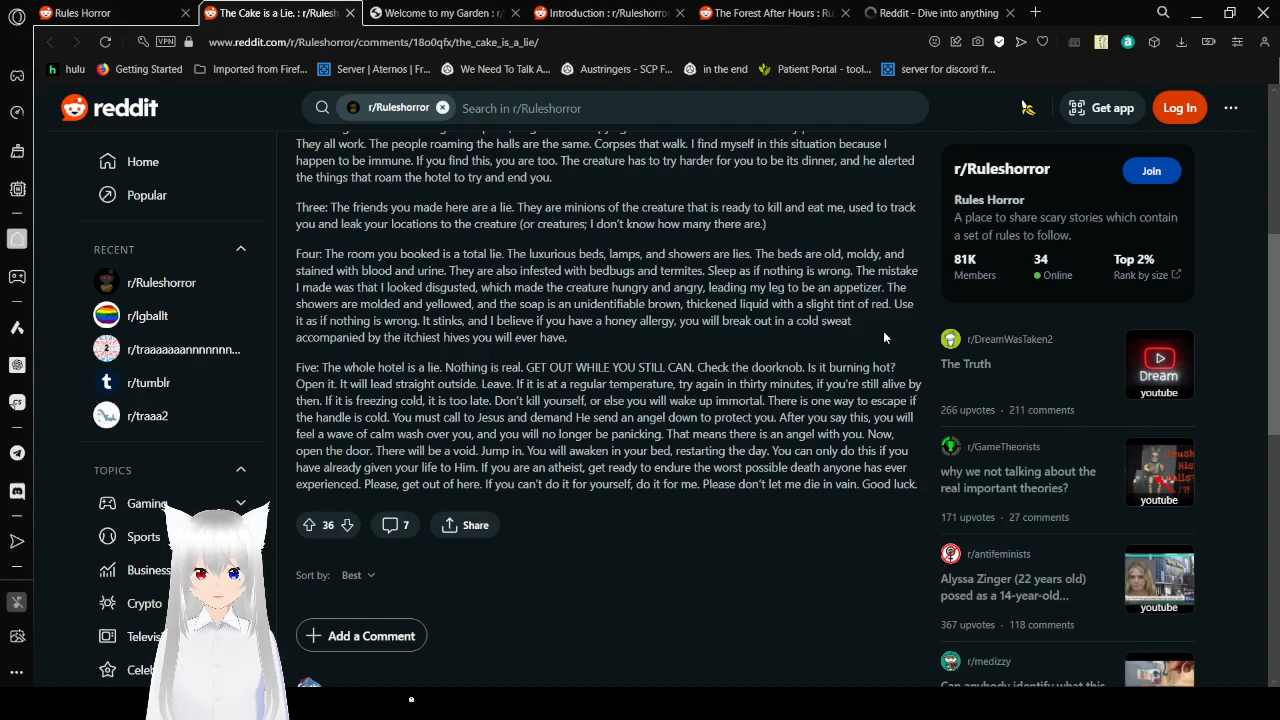 Rules Horror
The Cake is a Lie. : r/Rulesh
Welcome to my Garden : r/
Introduction : r/Ruleshorror
The Forest After Hours : Ru
Reddit - Dive into anything
VPN
www.reddit.com/r/Ruleshorror/comments/18o0qfx/the_cake_is_a_lie/
hulu
Getting Started
Imported from Firef...
Server | Aternos | Fr...
We Need To Talk A...
Austringers - SCP F...
in the end
Patient Portal - tool...
server for discord fr...
reddit
r/Ruleshorror
Search in r/Ruleshorror
Get app
Log In
Home
Popular
RECENT
r/Ruleshorror
r/lgballt
r/traaaaaaannnnnnn...
r/tumblr
r/traaa2
TOPICS
Gaming
Sports
Business
Crypto
Televisi
Celeb
They all work. The people roaming the halls are the same. Corpses that walk. I find myself in this situation because I
happen to be immune. If you find this, you are too. The creature has to try harder for you to be its dinner, and he alerted
the things that roam the hotel to try and end you.
Three: The friends you made here are a lie. They are minions of the creature that is ready to kill and eat me, used to track
you and leak your locations to the creature (or creatures; I don't know how many there are.)
Four: The room you booked is a total lie. The luxurious beds, lamps, and showers are lies. The beds are old, moldy, and
stained with blood and urine. They are also infested with bedbugs and termites. Sleep as if nothing is wrong. The mistake
I made was that I looked disgusted, which made the creature hungry and angry, leading my leg to be an appetizer. The
showers are molded and yellowed, and the soap is an unidentifiable brown, thickened liquid with a slight tint of red. Use
it as if nothing is wrong. It stinks, and I believe if you have a honey allergy, you will break out in a cold sweat
accompanied by the itchiest hives you will ever have.
Five: The whole hotel is a lie. Nothing is real. GET OUT WHILE YOU STILL CAN. Check the doorknob. Is it burning hot?
Open it. It will lead straight outside. Leave. If it is at a regular temperature, try again in thirty minutes, if you're still alive by
then. If it is freezing cold, it is too late. Don't kill yourself, or else you will wake up immortal. There is one way to escape if
the handle is cold. You must call to Jesus and demand He send an angel down to protect you. After you say this, you will
feel a wave of calm wash over you, and you will no longer be panicking. That means there is an angel with you. Now,
open the door. There will be a void. Jump in. You will awaken in your bed, restarting the day. You can only do this if you
have already given your life to Him. If you are an atheist, get ready to endure the worst possible death anyone has ever
experienced. Please, get out of here. If you can't do it for yourself, do it for me. Please don't let me die in vain. Good luck.
36
7
Share
Sort by: Best
Add a Comment
r/Ruleshorror
Join
Rules Horror
A place to share scary stories which contain
a set of rules to follow.
81K 34 Top 2%
Members Online Rank by size
r/DreamWasTaken2
The Truth
Dream
youtube
266 upvotes · 211 comments
r/GameTheorists
why we not talking about the
real important theories?
youtube
171 upvotes · 27 comments
r/antifeminists
Alyssa Zinger (22 years old)
posed as a 14-year-old...
youtube
367 upvotes · 118 comments
r/medizzy
Can anybody identify what this